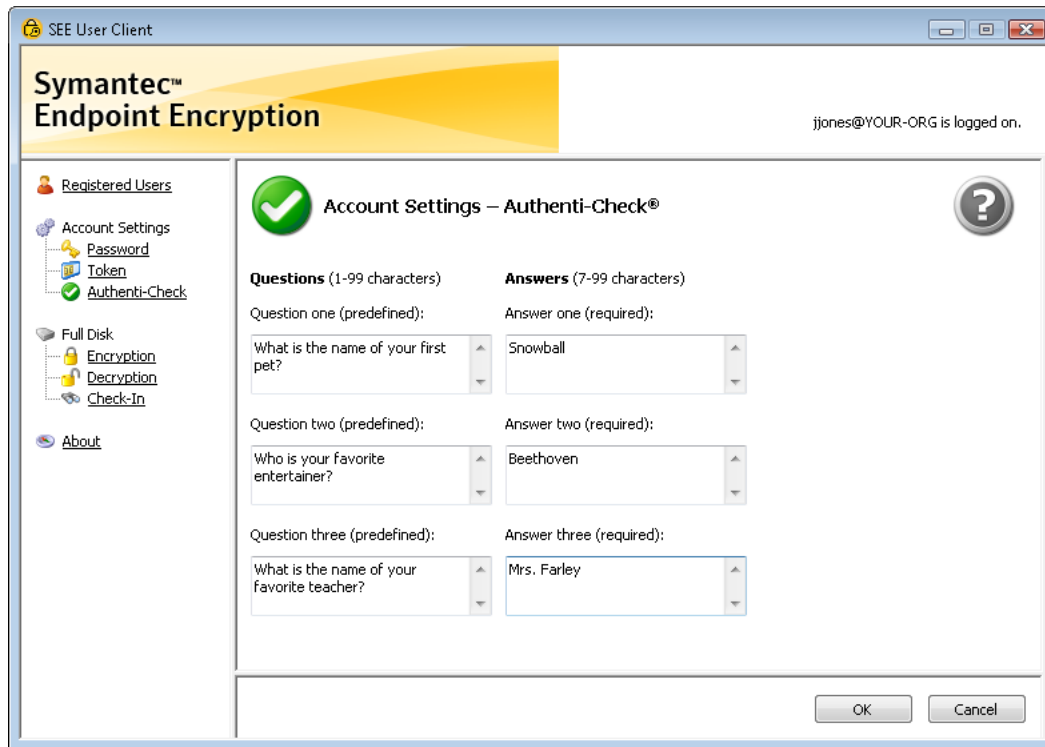 SEE User Client
Symantec™
Endpoint Encryption
jjones@YOUR-ORG is logged on.
Registered Users
Account Settings
Password
Token
Authenti-Check
Full Disk
Encryption
Decryption
Check-In
About
Account Settings – Authenti-Check®
?
Questions (1-99 characters)
Answers (7-99 characters)
Question one (predefined):
Answer one (required):
What is the name of your first
pet?
Snowball
Question two (predefined):
Answer two (required):
Who is your favorite
entertainer?
Beethoven
Question three (predefined):
Answer three (required):
What is the name of your
favorite teacher?
Mrs. Farley
OK
Cancel